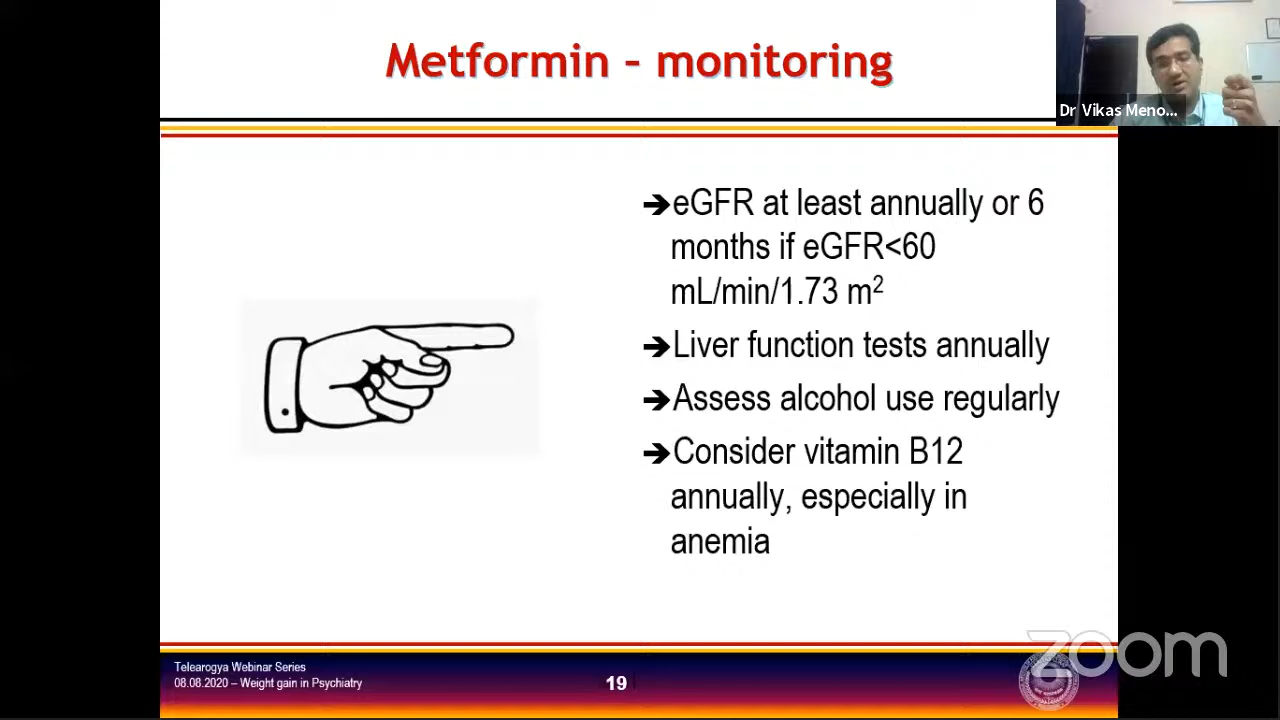 Metformin - monitoring
Dr Vikas Meno...
➔eGFR at least annually or 6
months if eGFR<60
mL/min/1.73 m²
➔Liver function tests annually
➔Assess alcohol use regularly
➔Consider vitamin B12
annually, especially in
anemia
Telearogya Webinar Series
08.08.2020 – Weight gain in Psychiatry
19
zoom